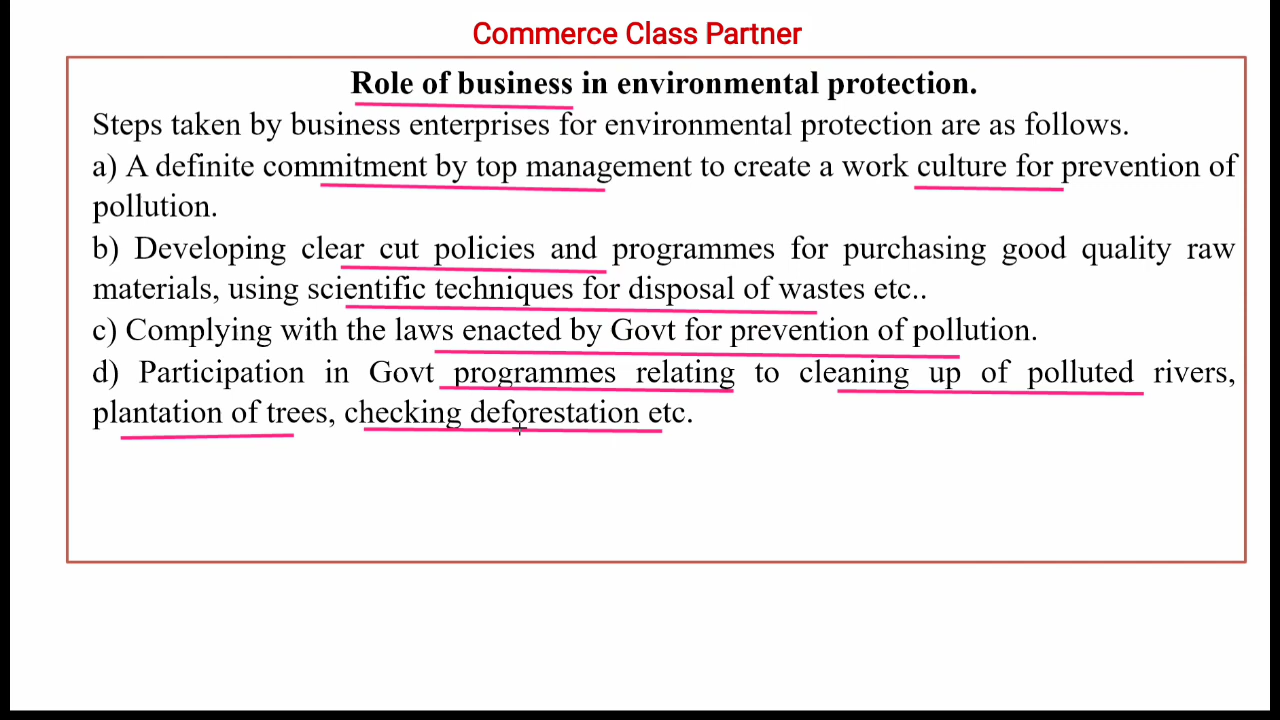 Commerce Class Partner
Role of business in environmental protection.
Steps taken by business enterprises for environmental protection are as follows.
a) A definite commitment by top management to create a work culture for prevention of
pollution.
b) Developing clear cut policies and programmes for purchasing good quality raw
materials, using scientific techniques for disposal of wastes etc..
c) Complying with the laws enacted by Govt for prevention of pollution.
d) Participation in Govt programmes relating to cleaning up of polluted rivers,
plantation of trees, checking deforestation etc.